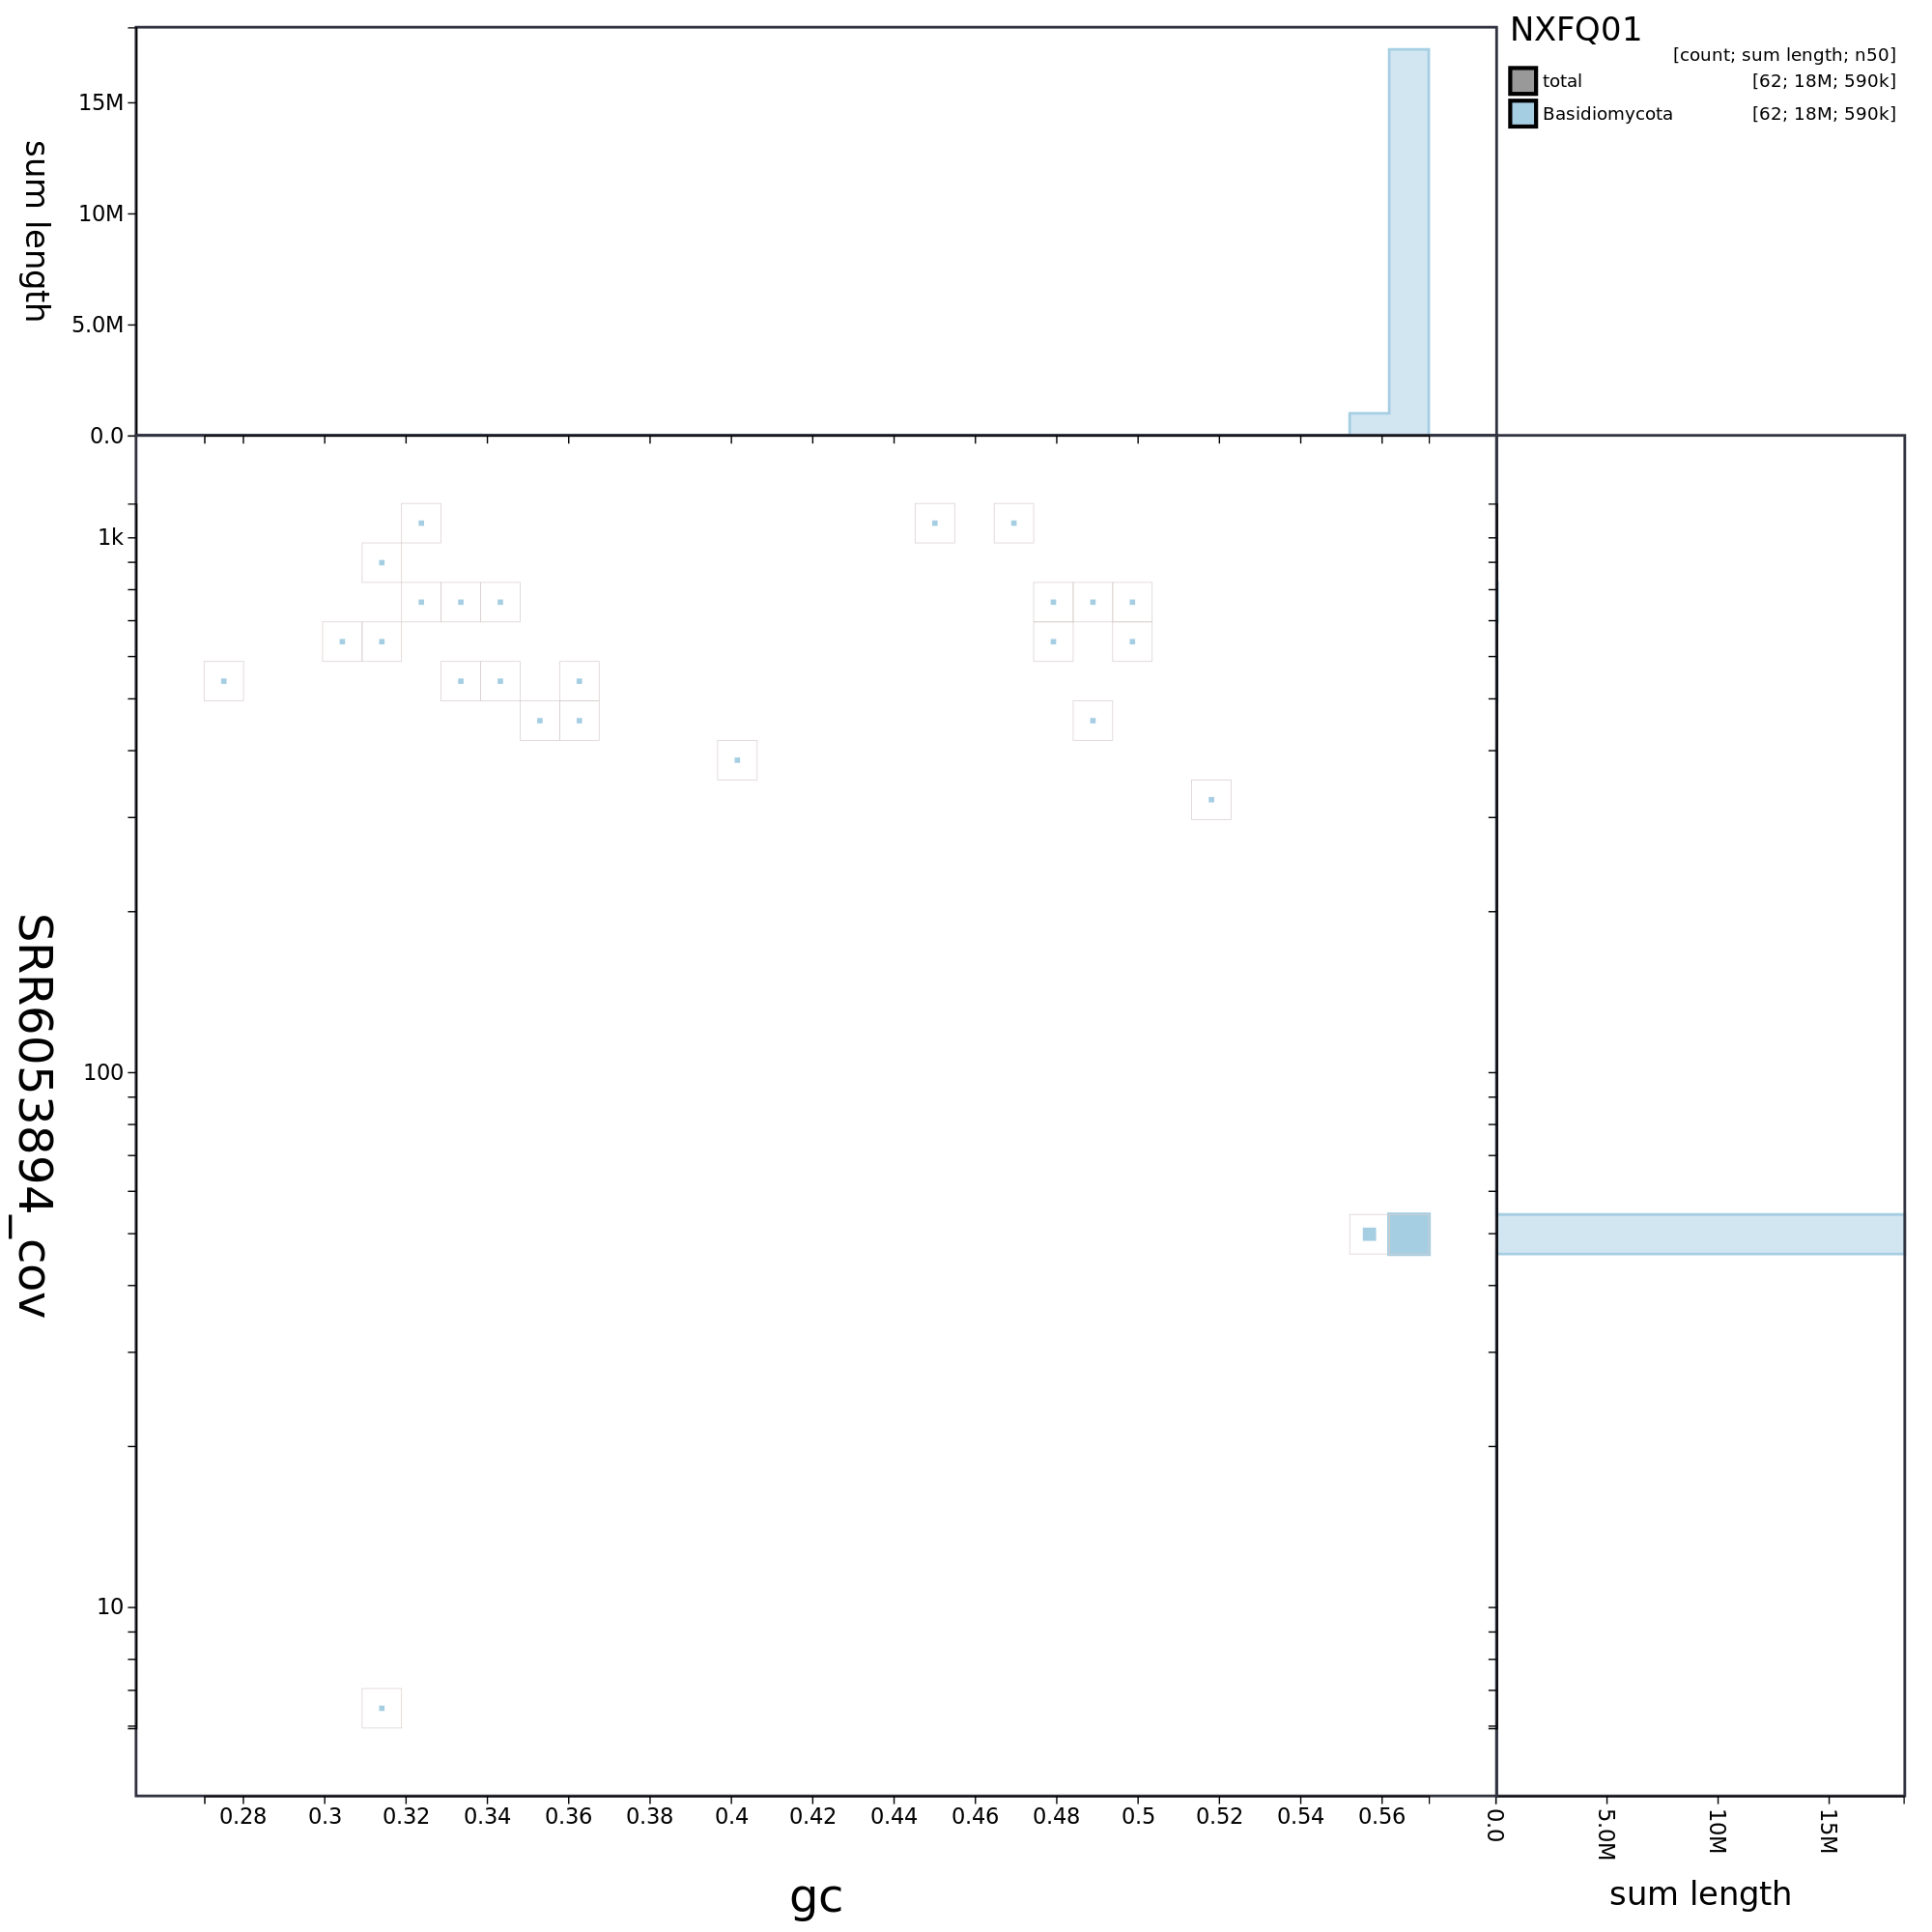 NXFQ01
[count; sum length; n50]
total [62; 18M; 590k]
Basidiomycota [62; 18M; 590k]
sum length
15M
10M
5.0M
0.0
SRR6053894_cov
1k
100
10
0.28 0.3 0.32 0.34 0.36 0.38 0.4 0.42 0.44 0.46 0.48 0.5 0.52 0.54 0.56
gc
0.0 5.0M 10M 15M
sum length